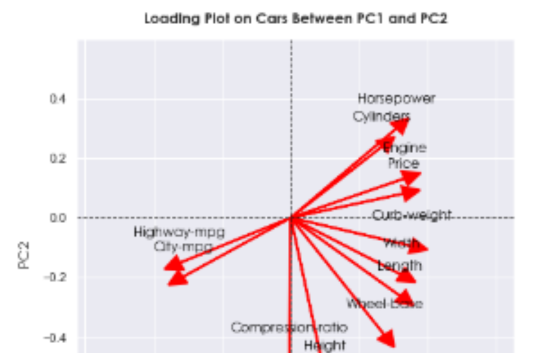 Loading Plot on Cars Between PC1 and PC2
0.4
Horsepower
Cylinders
0.2
Engine
Price
0.0
Curb-weight
Highway-mpg
City-mpg
Width
PC2
Length
-0.2
Wheel-base
Compression-ratio
-0.4
Height